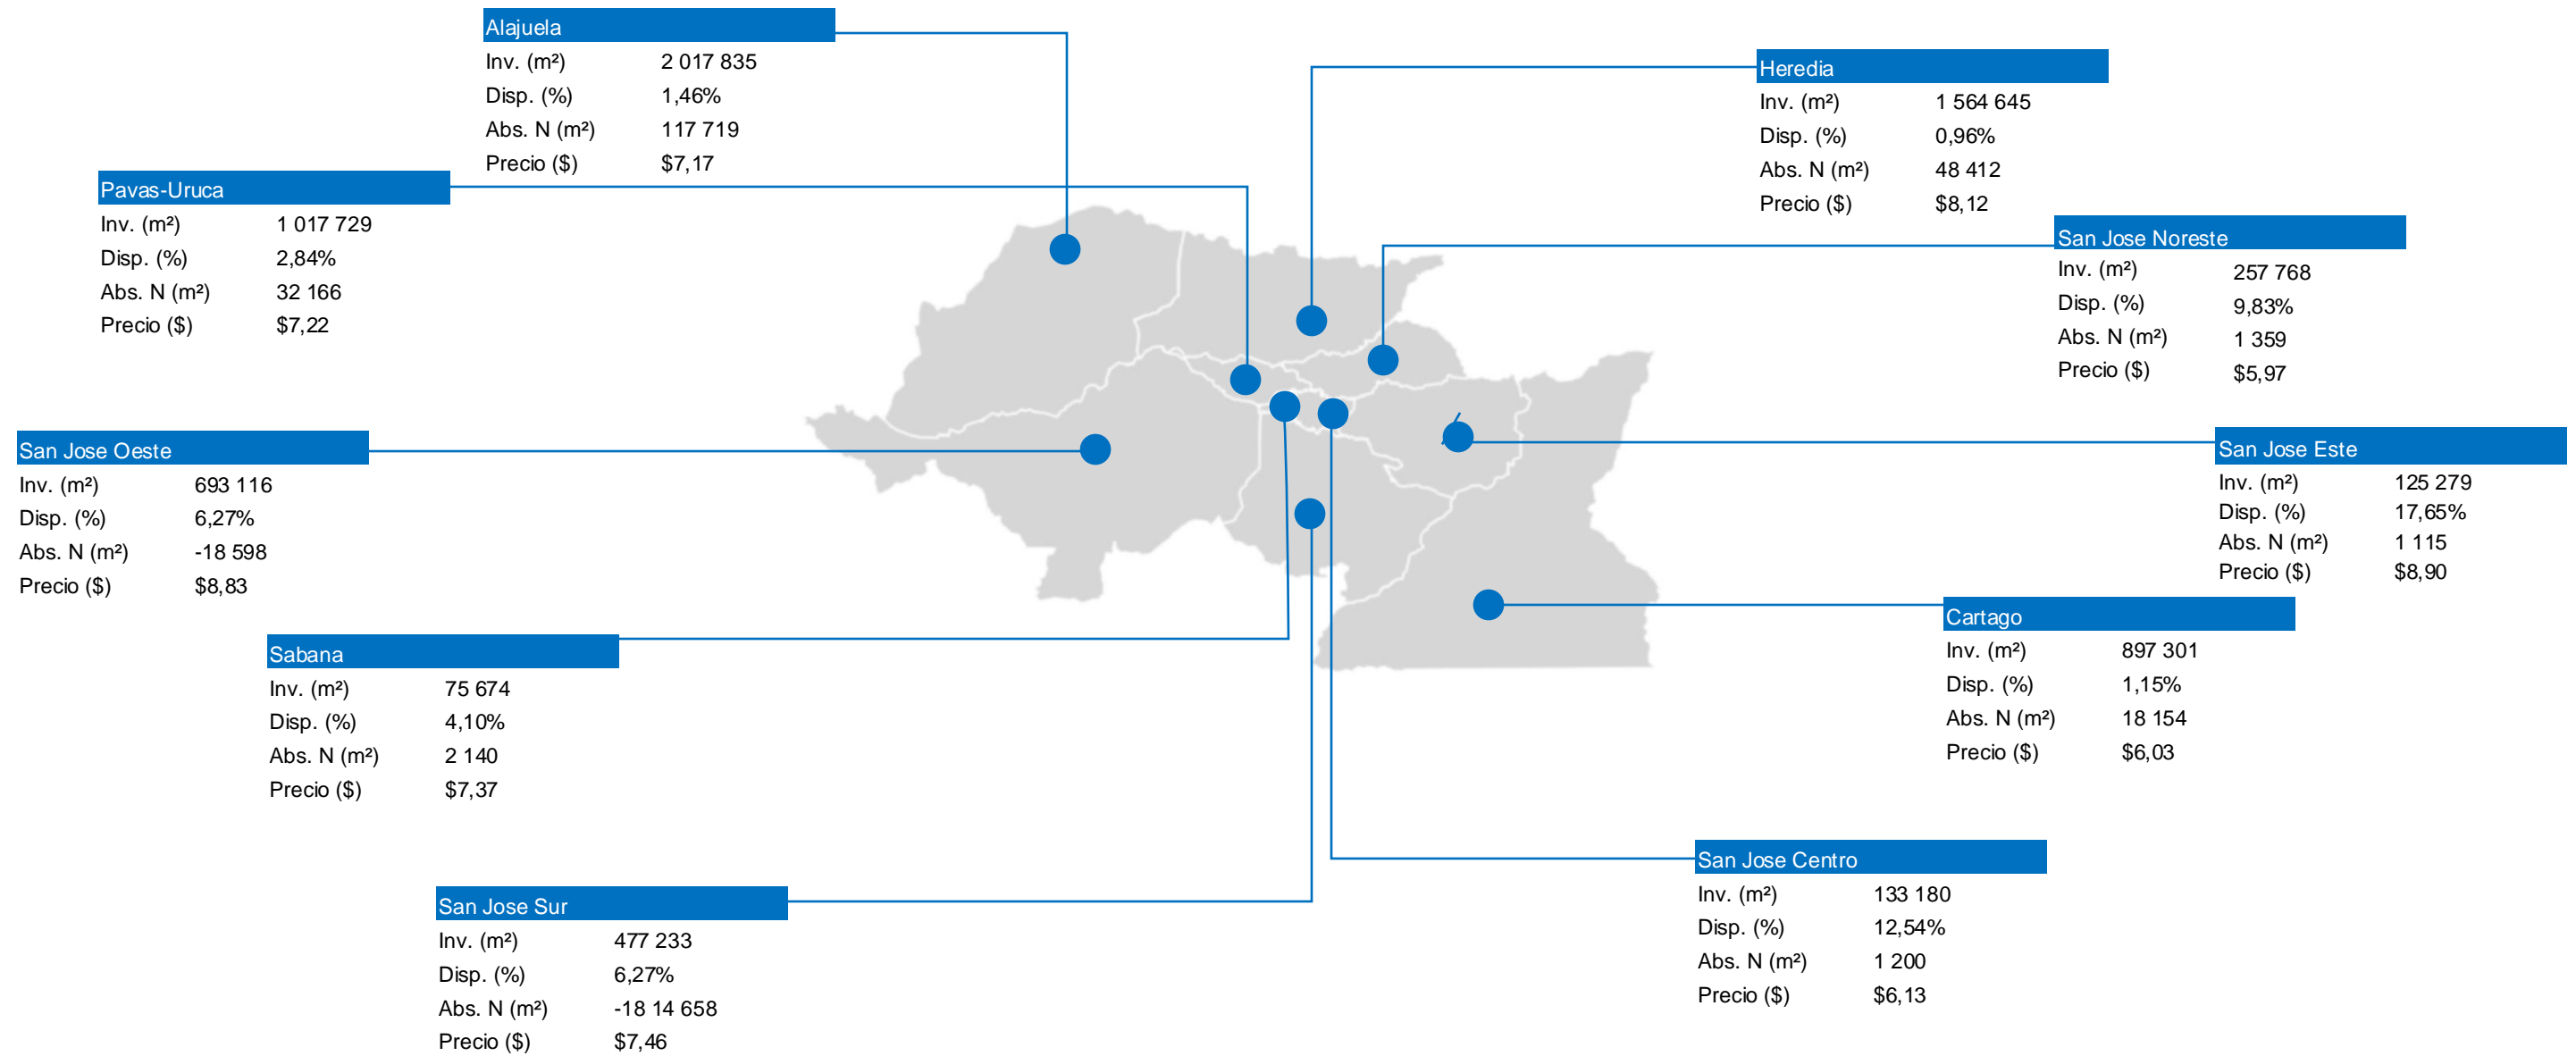 Alajuela
Inv. (m²) 2 017 835
Disp. (%) 1,46%
Abs. N (m²) 117 719
Precio ($) $7,17
Heredia
Inv. (m²) 1 564 645
Disp. (%) 0,96%
Abs. N (m²) 48 412
Precio ($) $8,12
Pavas-Uruca
Inv. (m²) 1 017 729
Disp. (%) 2,84%
Abs. N (m²) 32 166
Precio ($) $7,22
San Jose Noreste
Inv. (m²) 257 768
Disp. (%) 9,83%
Abs. N (m²) 1 359
Precio ($) $5,97
San Jose Oeste
Inv. (m²) 693 116
Disp. (%) 6,27%
Abs. N (m²) -18 598
Precio ($) $8,83
San Jose Este
Inv. (m²) 125 279
Disp. (%) 17,65%
Abs. N (m²) 1 115
Precio ($) $8,90
Cartago
Inv. (m²) 897 301
Disp. (%) 1,15%
Abs. N (m²) 18 154
Precio ($) $6,03
Sabana
Inv. (m²) 75 674
Disp. (%) 4,10%
Abs. N (m²) 2 140
Precio ($) $7,37
San Jose Centro
Inv. (m²) 133 180
Disp. (%) 12,54%
Abs. N (m²) 1 200
Precio ($) $6,13
San Jose Sur
Inv. (m²) 477 233
Disp. (%) 6,27%
Abs. N (m²) -18 14 658
Precio ($) $7,46